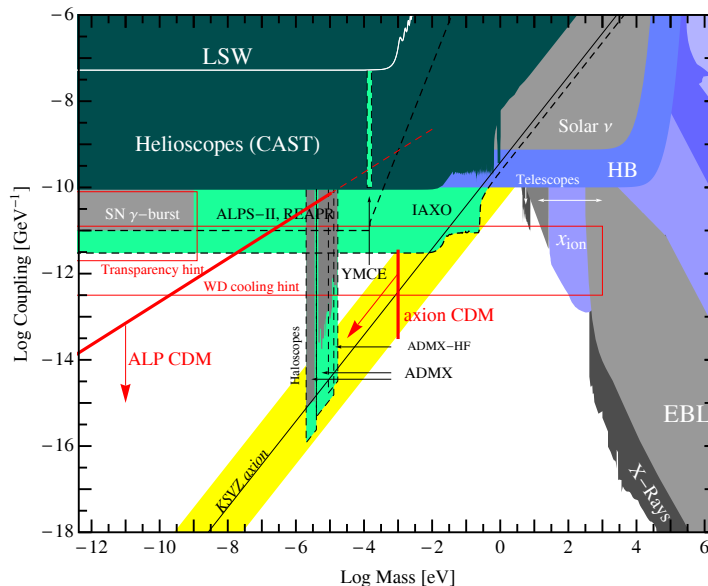 −6
−8
−10
−12
−14
−16
−18
Log Coupling [GeV⁻¹]
LSW
Helioscopes (CAST)
Solar ν
Telescopes
HB
SN γ−burst
ALPS−II, REAPR
IAXO
x_ion
YMCE
Transparency hint
WD cooling hint
axion CDM
Haloscopes
ADMX−HF
ALP CDM
ADMX
EBL
KSVZ axion
X−Rays
−12
−10
−8
−6
−4
−2
0
2
4
6
Log Mass [eV]